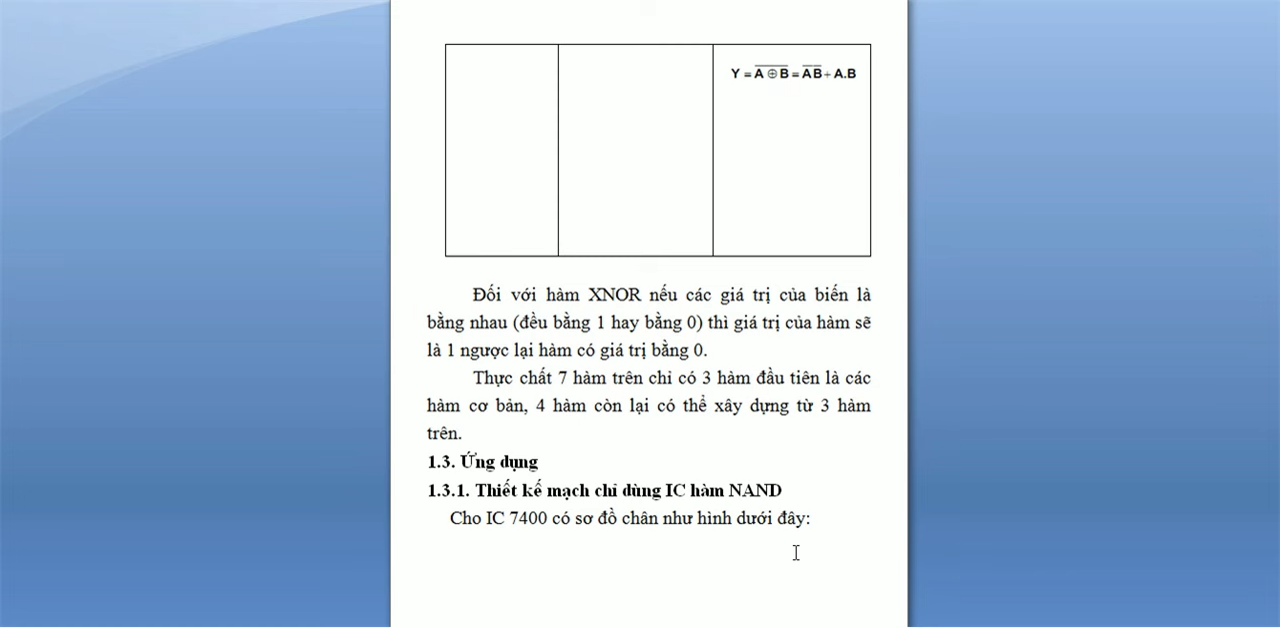 Y = \overline{A ⊕ B} = \overline{A} \overline{B} + A.B
Đối với hàm XNOR nếu các giá trị của biến là
bằng nhau (đều bằng 1 hay bằng 0) thì giá trị của hàm sẽ
là 1 ngược lại hàm có giá trị bằng 0.
Thực chất 7 hàm trên chỉ có 3 hàm đầu tiên là các
hàm cơ bản, 4 hàm còn lại có thể xây dựng từ 3 hàm
trên.
1.3. Ứng dụng
1.3.1. Thiết kế mạch chỉ dùng IC hàm NAND
Cho IC 7400 có sơ đồ chân như hình dưới đây: